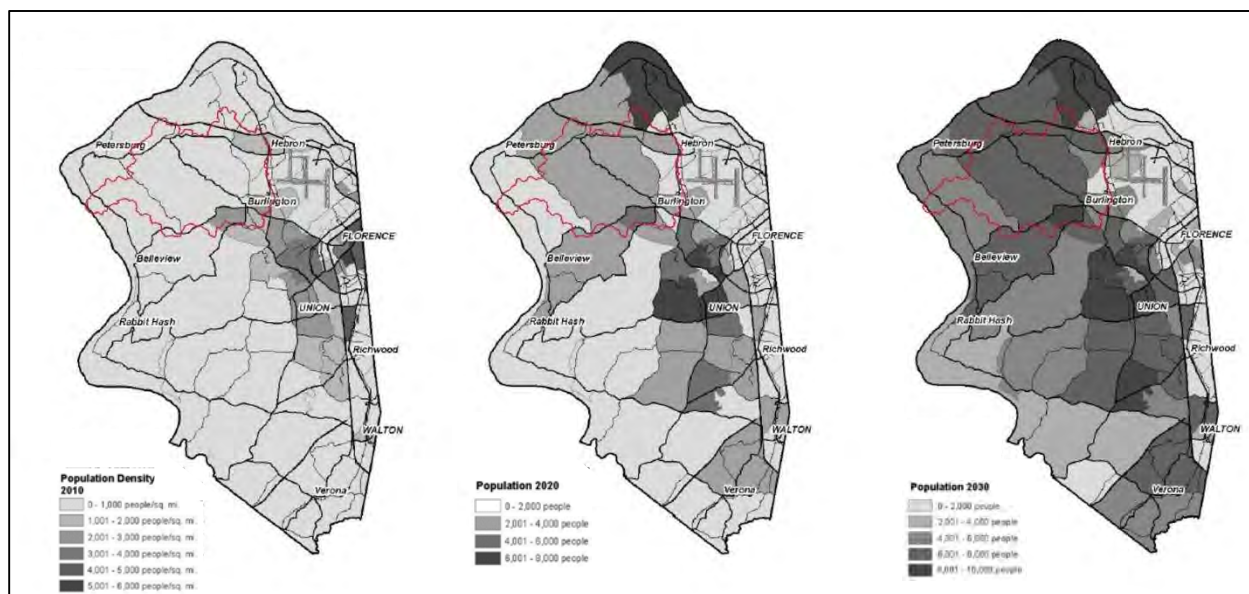 Petersburg
Hebron
Burlington
FLORENCE
Belleview
UNION
Rabbit Hash
Richwood
WALTON
Verona
Population Density
2010
0 - 1,000 people/sq. mi.
1,001 - 2,000 people/sq. mi.
2,001 - 3,000 people/sq. mi.
3,001 - 4,000 people/sq. mi.
4,001 - 5,000 people/sq. mi.
5,001 - 6,000 people/sq. mi.
Petersburg
Hebron
Burlington
FLORENCE
Belleview
UNION
Rabbit Hash
Richwood
WALTON
Verona
Population 2020
0 - 2,000 people
2,001 - 4,000 people
4,001 - 6,000 people
6,001 - 8,000 people
Petersburg
Hebron
Burlington
FLORENCE
Belleview
UNION
Rabbit Hash
Richwood
WALTON
Verona
Population 2030
0 - 2,000 people
2,001 - 4,000 people
4,001 - 6,000 people
6,001 - 8,000 people
8,001 - 10,000 people